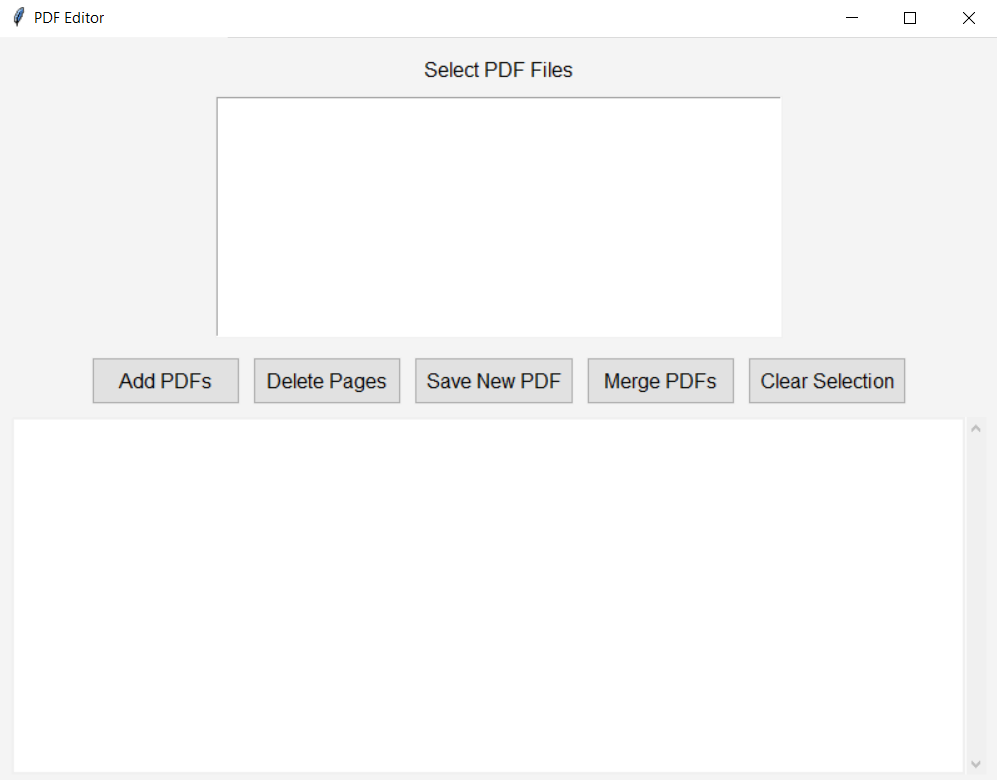 PDF Editor
Select PDF Files
Add PDFs Delete Pages Save New PDF Merge PDFs Clear Selection